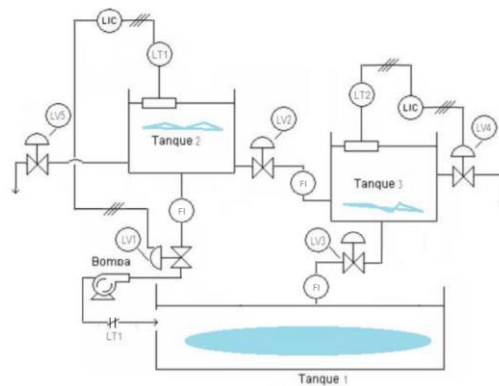 LIC
LT1
LV5
Tanque 2
LV2
LT2
LIC
LV4
FI
Tanque 3
FI
LV1
LV3
Bompa
FI
LT1
Tanque 1